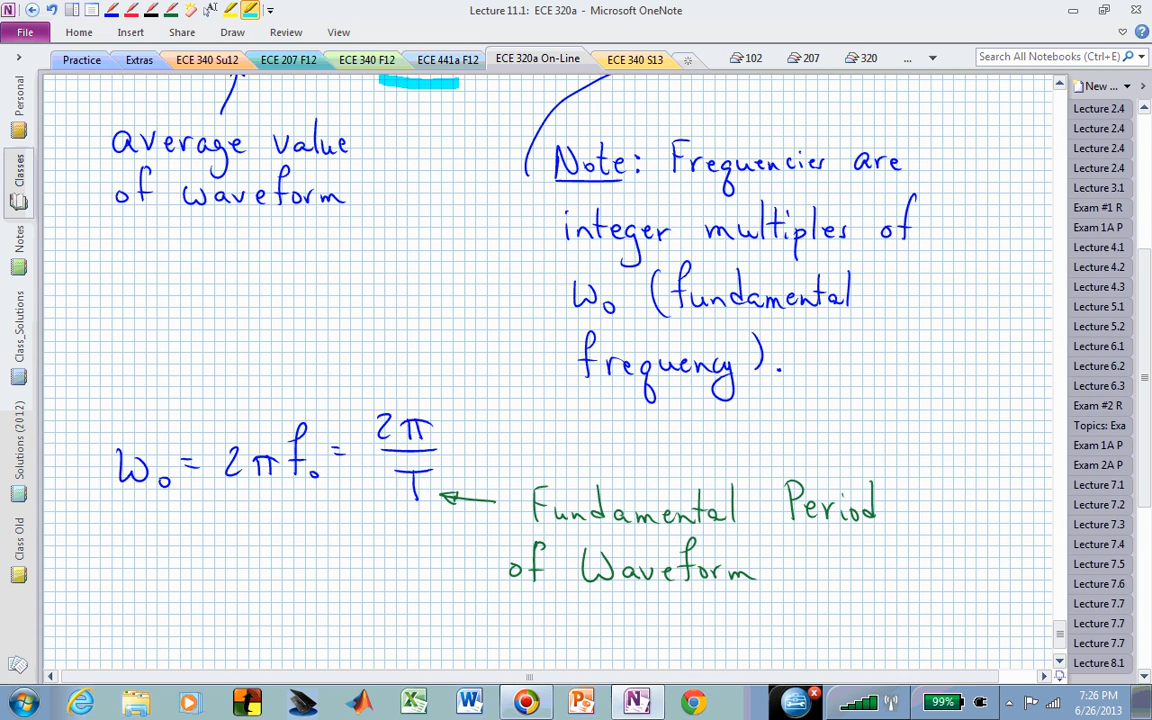 Lecture 11.1: ECE 320a - Microsoft OneNote
File Home Insert Share Draw Review View
Practice Extras ECE 340 Su12 ECE 207 F12 ECE 340 F12 ECE 441a F12 ECE 320a On-Line ECE 340 S13 102 207 320 ... Search All Notebooks (Ctrl+E)
Personal
Classes
Notes
Class_Solutions
Solutions (2012)
Class Old
average value
of waveform
Note: Frequencies are
integer multiples of
ω₀ (fundamental
frequency).
ω₀ = 2πf₀ = 2π/T
Fundamental Period
of Waveform
New ...
Lecture 2.4
Lecture 2.4
Lecture 2.4
Lecture 2.4
Lecture 3.1
Exam #1 R
Exam 1A P
Lecture 4.1
Lecture 4.2
Lecture 4.3
Lecture 5.1
Lecture 5.2
Lecture 6.1
Lecture 6.2
Lecture 6.3
Exam #2 R
Topics: Exa
Exam 1A P
Exam 2A P
Lecture 7.1
Lecture 7.2
Lecture 7.3
Lecture 7.4
Lecture 7.5
Lecture 7.6
Lecture 7.7
Lecture 7.7
Lecture 7.7
Lecture 8.1
99%
7:26 PM
6/26/2013